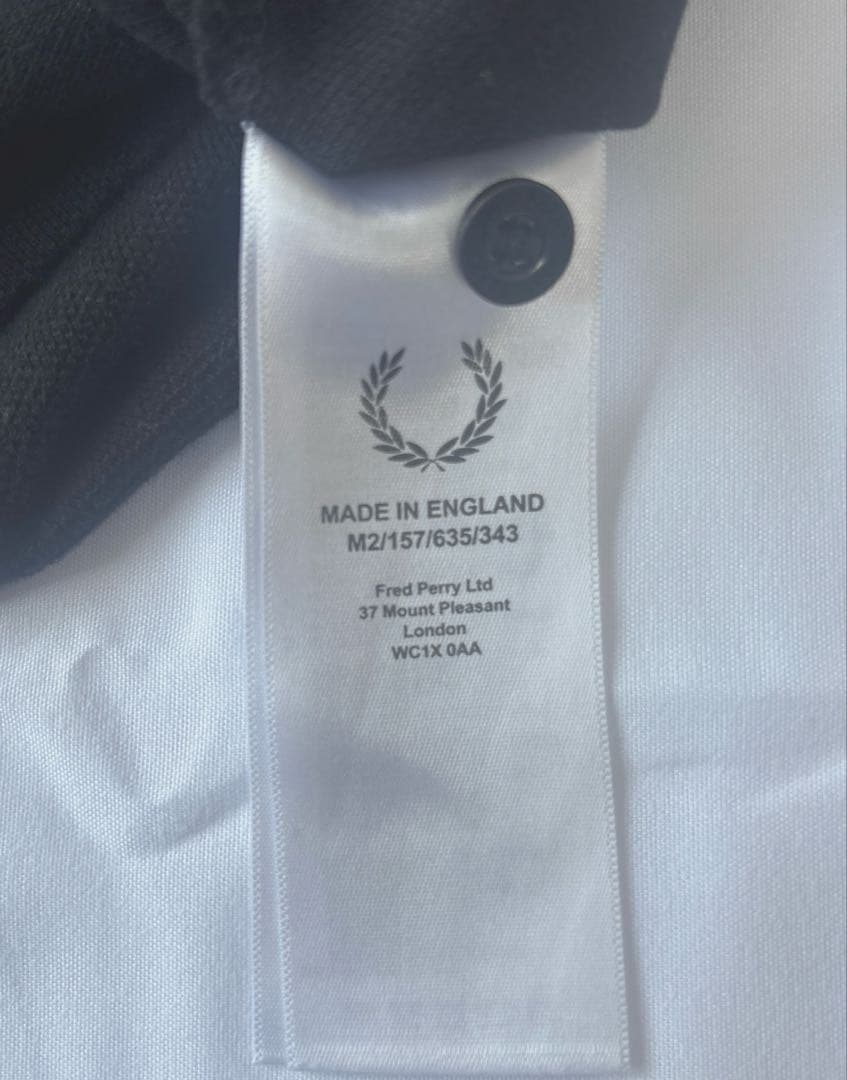 MADE IN ENGLAND
M2/157/635/343
Fred Perry Ltd
37 Mount Pleasant
London
WC1X 0AA